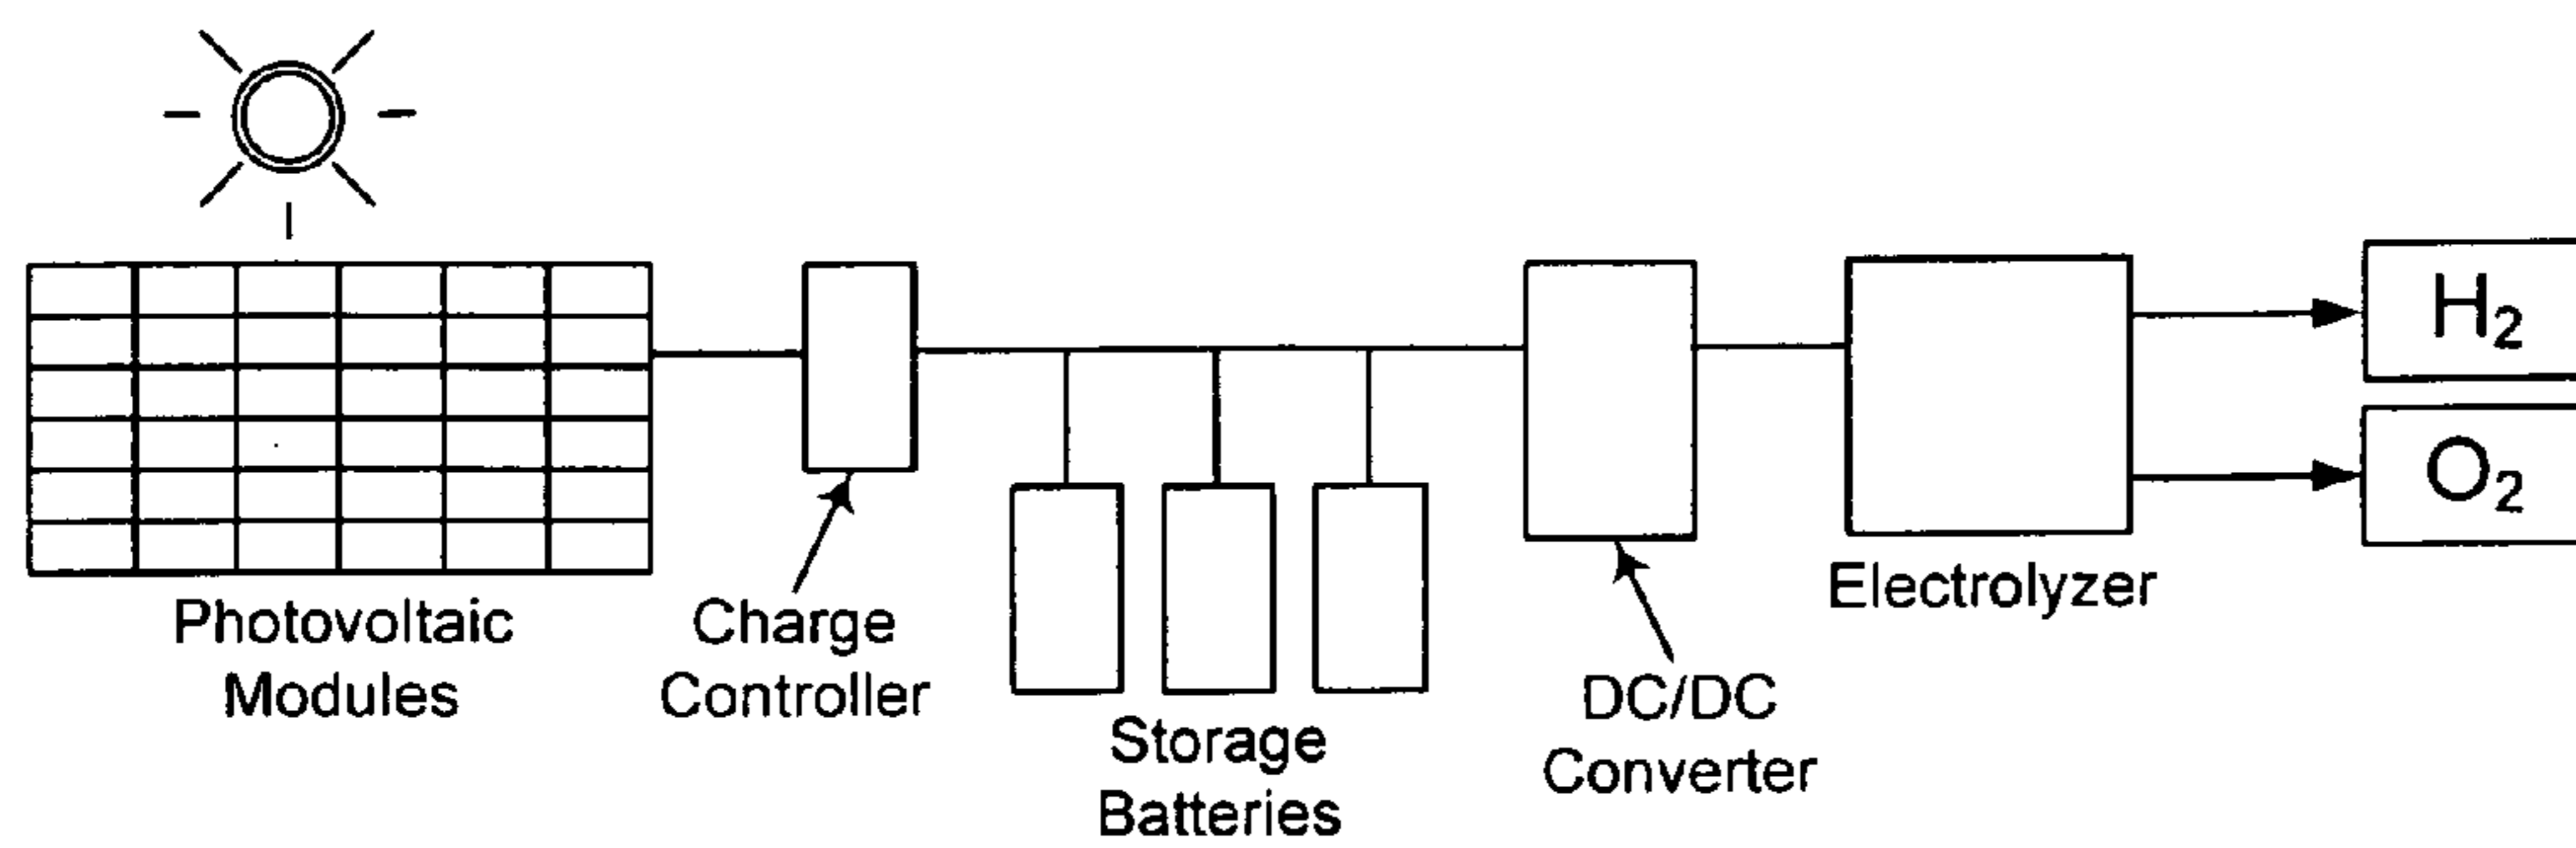 Photovoltaic
Modules
Charge
Controller
Storage
Batteries
DC/DC
Converter
Electrolyzer
H₂
O₂